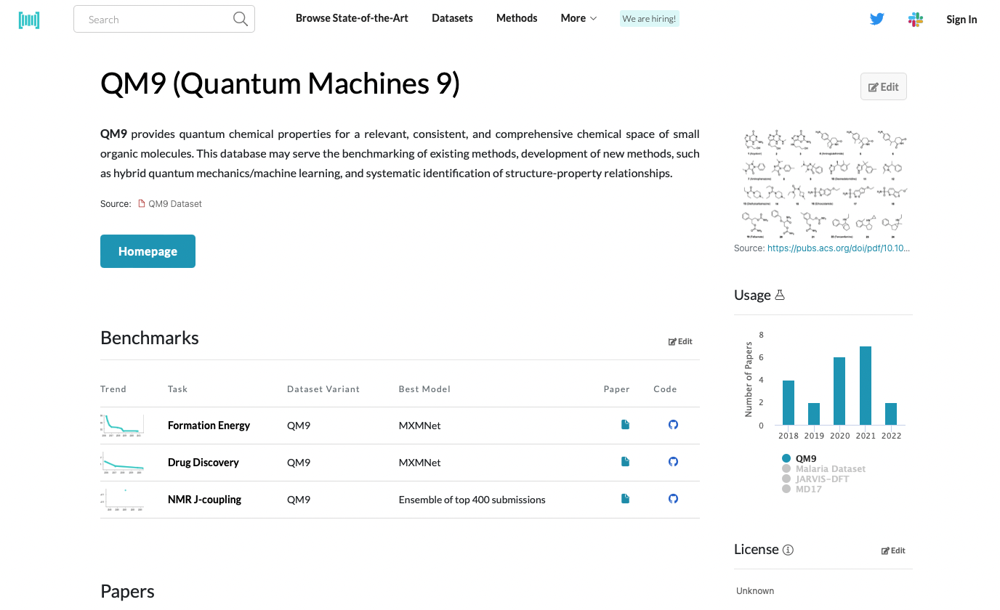 Search
Browse State-of-the-Art
Datasets
Methods
More
We are hiring!
Sign In
QM9 (Quantum Machines 9)
Edit
QM9 provides quantum chemical properties for a relevant, consistent, and comprehensive chemical space of small
organic molecules. This database may serve the benchmarking of existing methods, development of new methods, such
as hybrid quantum mechanics/machine learning, and systematic identification of structure-property relationships.
Source: QM9 Dataset
Homepage
Source: https://pubs.acs.org/doi/pdf/10.10...
Usage
Number of Papers
8
6
4
2
0
2018 2019 2020 2021 2022
QM9
Malaria Dataset
JARVIS-DFT
MD17
Benchmarks
Edit
Trend Task Dataset Variant Best Model Paper Code
Formation Energy QM9 MXMNet
Drug Discovery QM9 MXMNet
NMR J-coupling QM9 Ensemble of top 400 submissions
License
Edit
Unknown
Papers